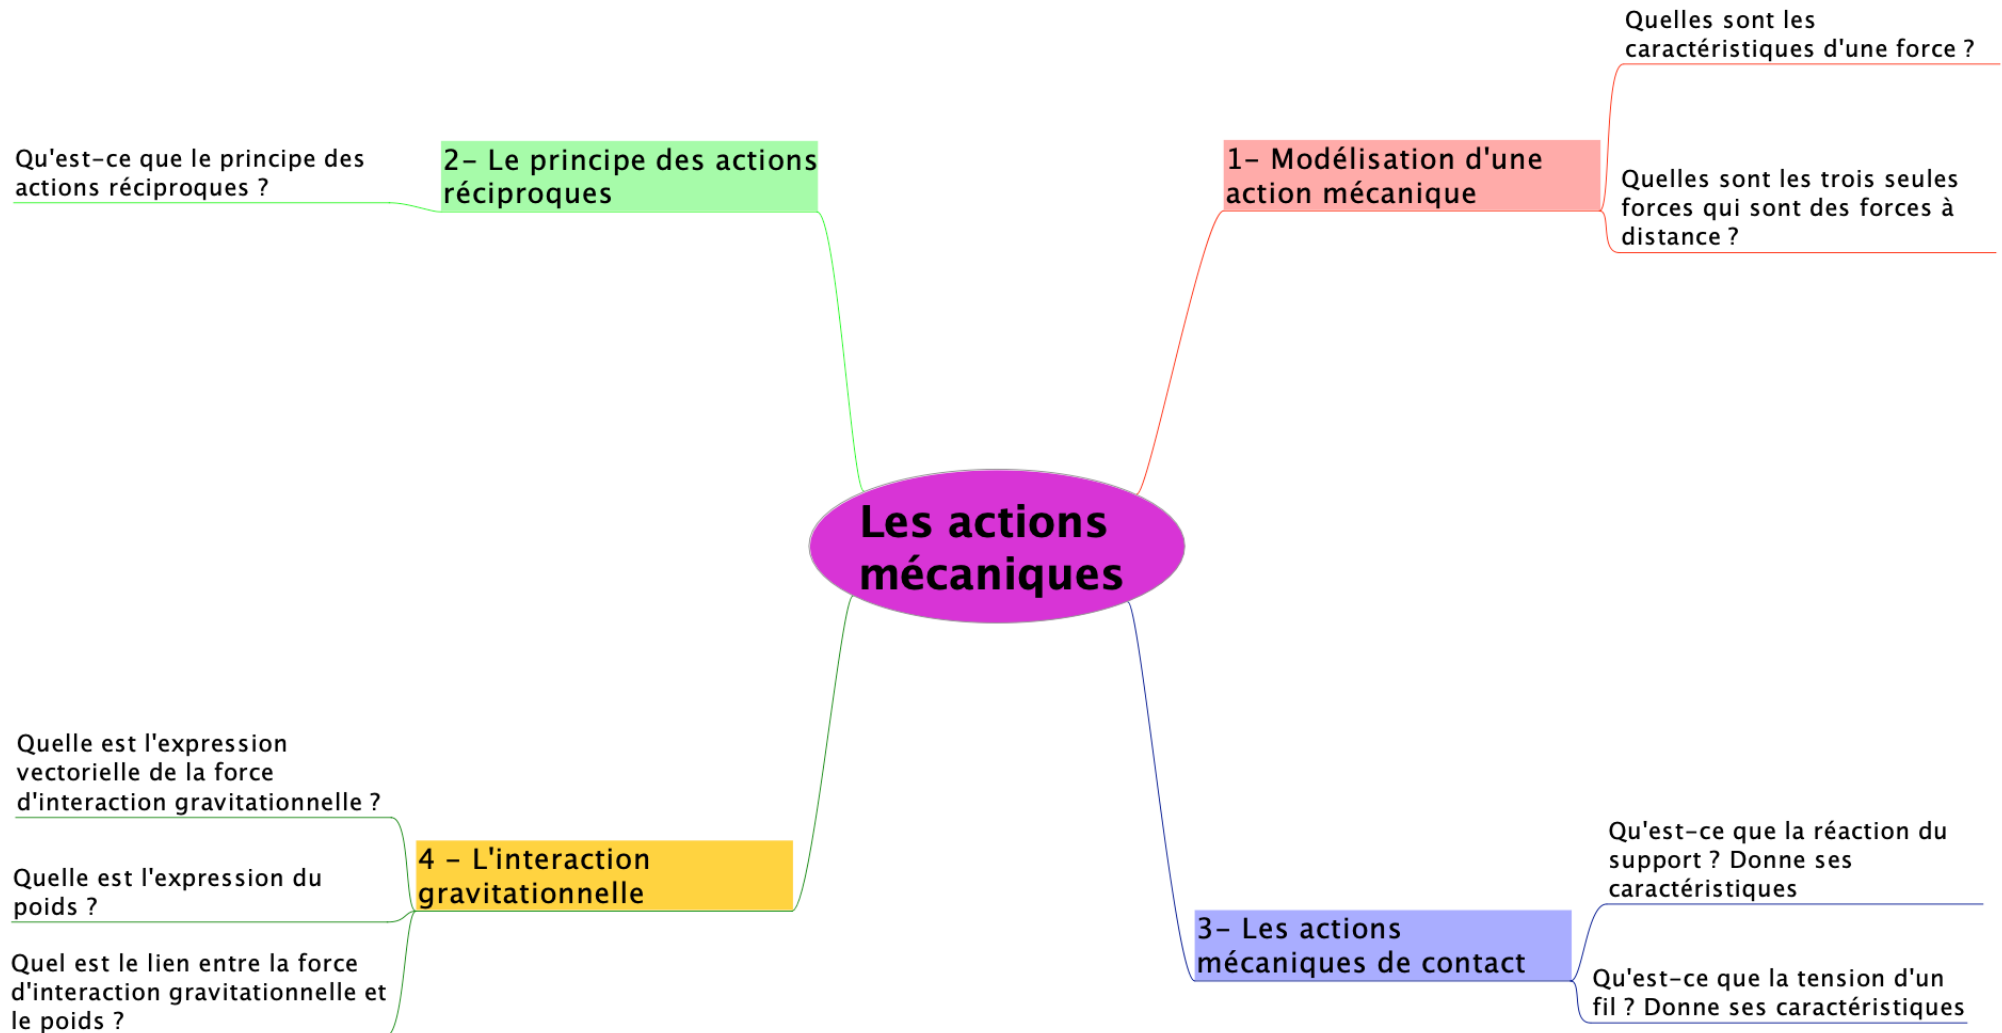 Les actions
mécaniques
1- Modélisation d'une
action mécanique
Quelles sont les
caractéristiques d'une force ?
Quelles sont les trois seules
forces qui sont des forces à
distance ?
2- Le principe des actions
réciproques
Qu'est-ce que le principe des
actions réciproques ?
3- Les actions
mécaniques de contact
Qu'est-ce que la réaction du
support ? Donne ses
caractéristiques
Qu'est-ce que la tension d'un
fil ? Donne ses caractéristiques
4 - L'interaction
gravitationnelle
Quelle est l'expression
vectorielle de la force
d'interaction gravitationnelle ?
Quelle est l'expression du
poids ?
Quel est le lien entre la force
d'interaction gravitationnelle et
le poids ?